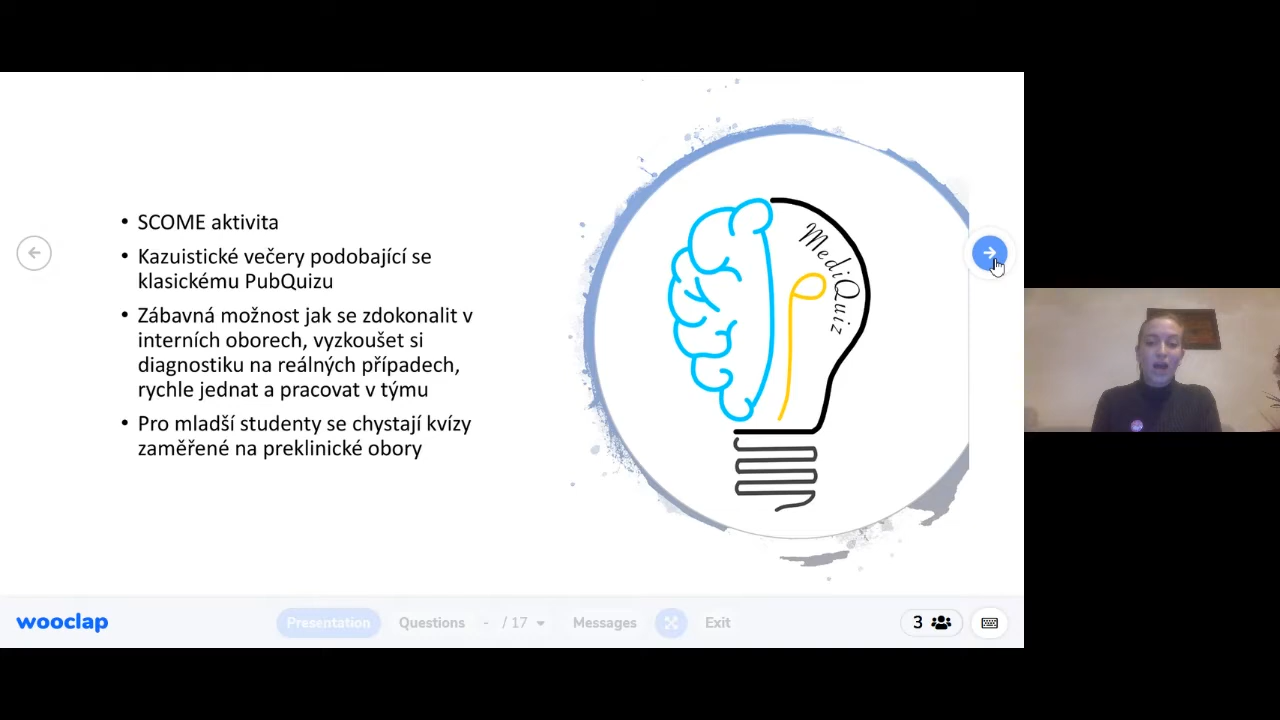 • SCOME aktivita
• Kazuistické večery podobající se
klasickému PubQuizu
• Zábavná možnost jak se zdokonalit v
interních oborech, vyzkoušet si
diagnostiku na reálných případech,
rychle jednat a pracovat v týmu
• Pro mladší studenty se chystají kvízy
zaměřené na preklinické obory
MediQuiz
wooclap
Presentation Questions - / 17 Messages Exit 3